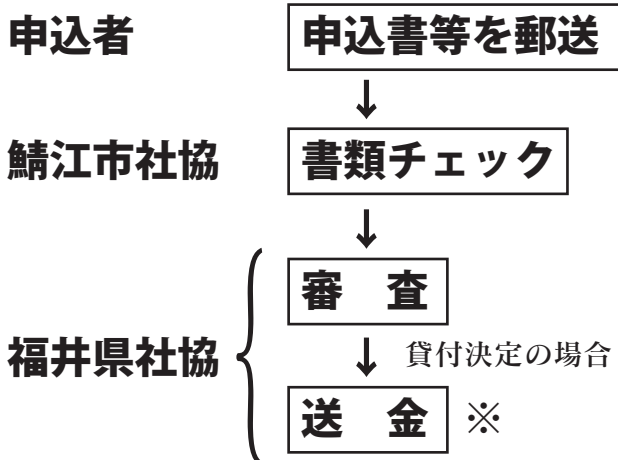 申込者 申込書等を郵送
↓
鯖江市社協 書類チェック
↓
審 査
福井県社協 ↓ 貸付決定の場合
送 金 ※